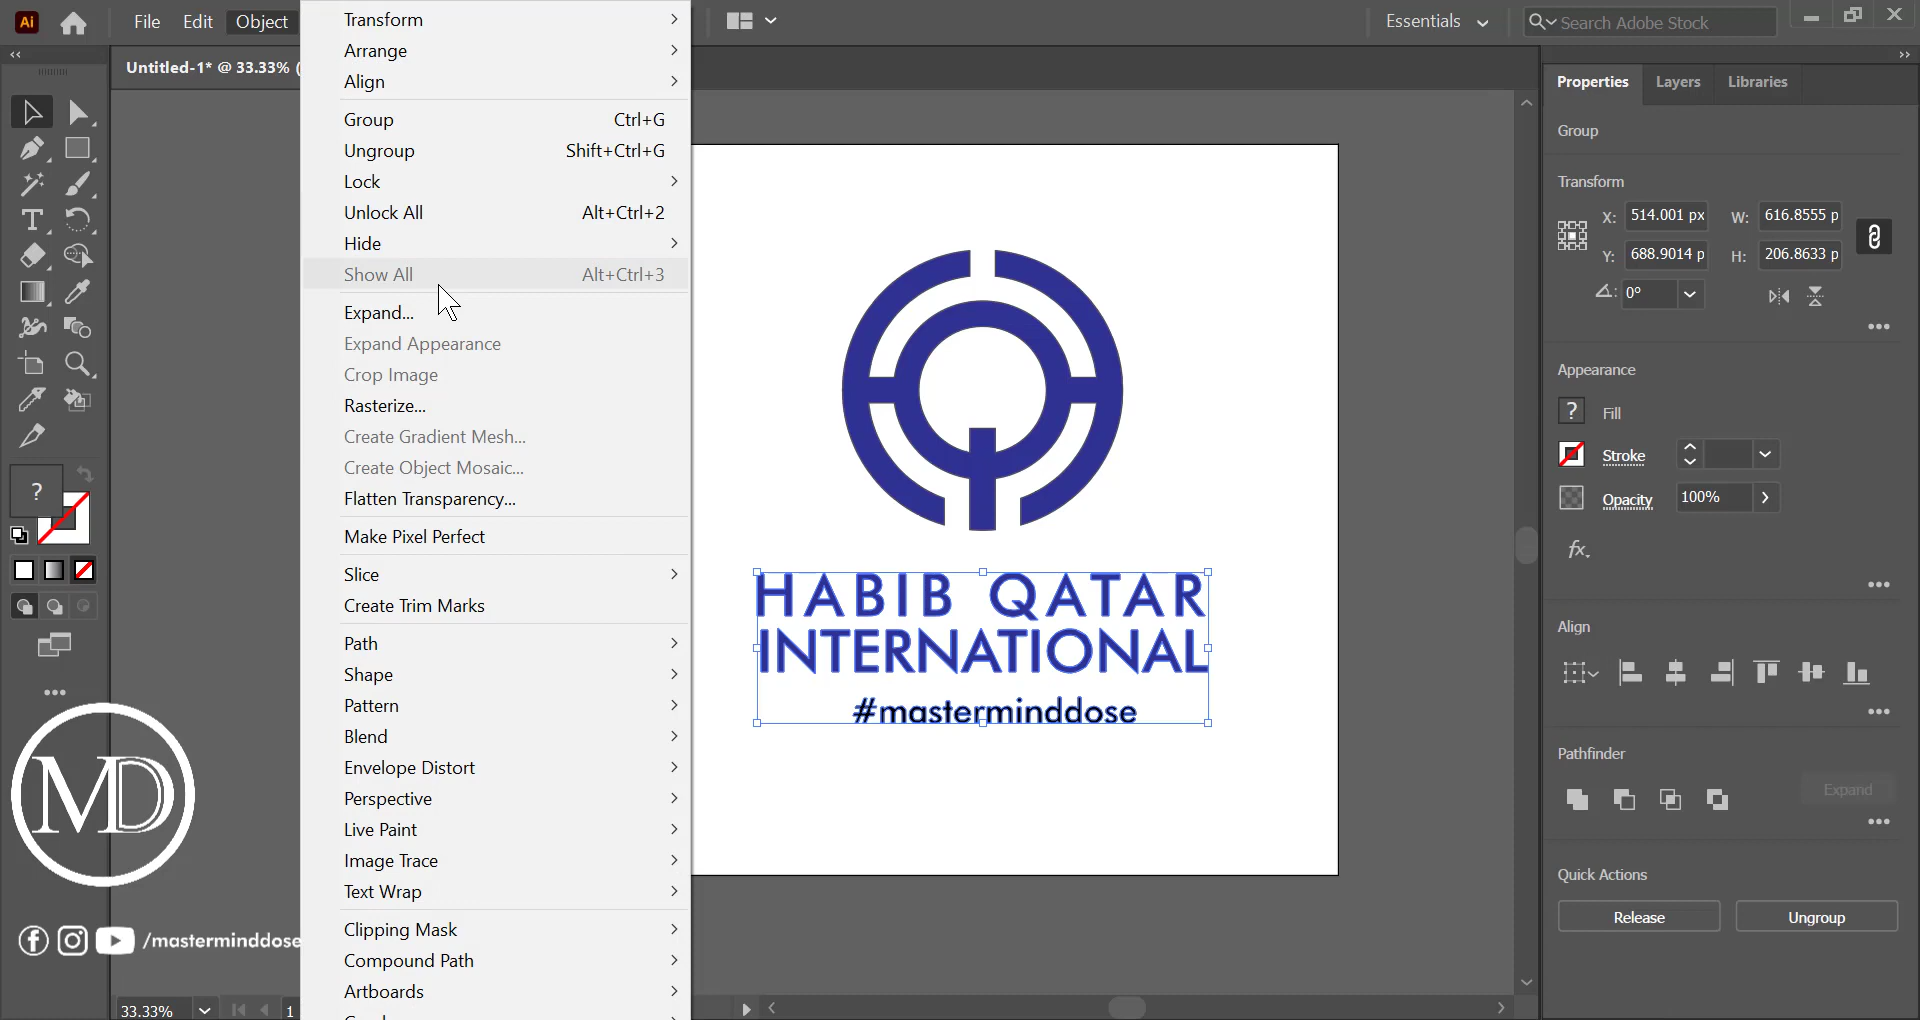 Ai
File
Edit
Object
Essentials
Search Adobe Stock
Untitled-1* @ 33.33% (
Transform
Arrange
Align
Group Ctrl+G
Ungroup Shift+Ctrl+G
Lock
Unlock All Alt+Ctrl+2
Hide
Show All Alt+Ctrl+3
Expand...
Expand Appearance
Crop Image
Rasterize...
Create Gradient Mesh...
Create Object Mosaic...
Flatten Transparency...
Make Pixel Perfect
Slice
Create Trim Marks
Path
Shape
Pattern
Blend
Envelope Distort
Perspective
Live Paint
Image Trace
Text Wrap
Clipping Mask
Compound Path
Artboards
HABIB QATAR
INTERNATIONAL
#masterminddose
Properties
Layers
Libraries
Group
Transform
X: 514.001 px W: 616.8555 p
Y: 688.9014 p H: 206.8633 p
0°
Appearance
? Fill
Stroke
Opacity 100%
fx.
Align
Pathfinder
Expand
Quick Actions
Release
Ungroup
?
MD
/masterminddose
33.33%
1